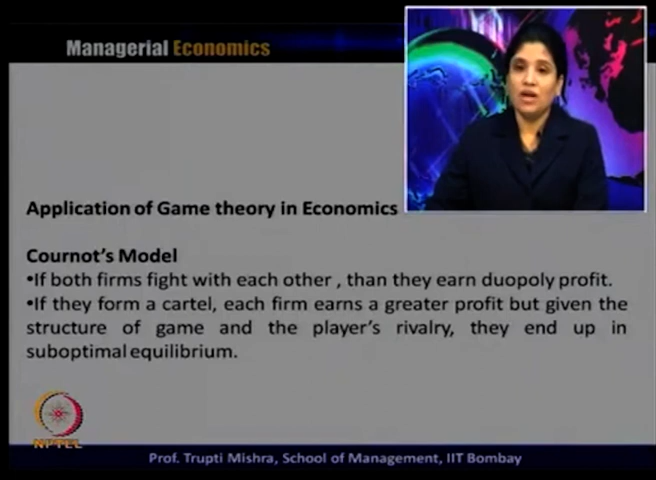 Managerial Economics
Application of Game theory in Economics
Cournot's Model
•If both firms fight with each other , than they earn duopoly profit.
•If they form a cartel, each firm earns a greater profit but given the
structure of game and the player's rivalry, they end up in
suboptimal equilibrium.
NPTEL
Prof. Trupti Mishra, School of Management, IIT Bombay